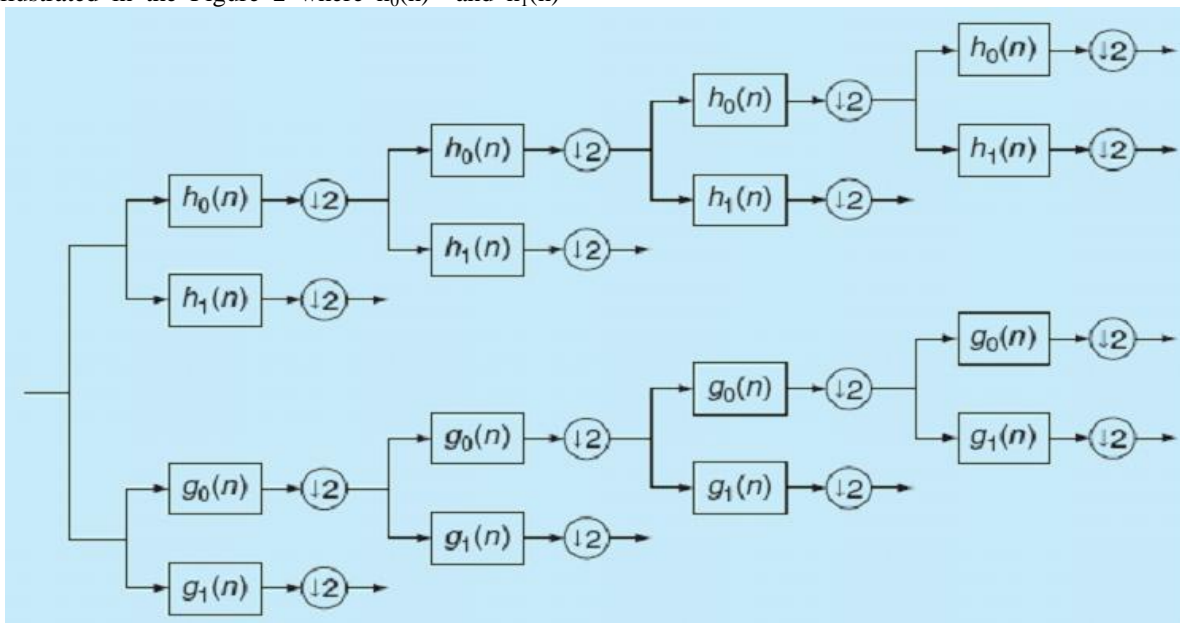 illustrated in the Figure 2 where h₀(n) and h₁(n)
h₀(n) ↓2
h₀(n) ↓2
h₀(n) ↓2 h₁(n) ↓2
h₀(n) ↓2 h₁(n) ↓2
h₁(n) ↓2
h₁(n) ↓2
g₀(n) ↓2
g₀(n) ↓2
g₀(n) ↓2 g₁(n) ↓2
g₀(n) ↓2 g₁(n) ↓2
g₁(n) ↓2
g₁(n) ↓2